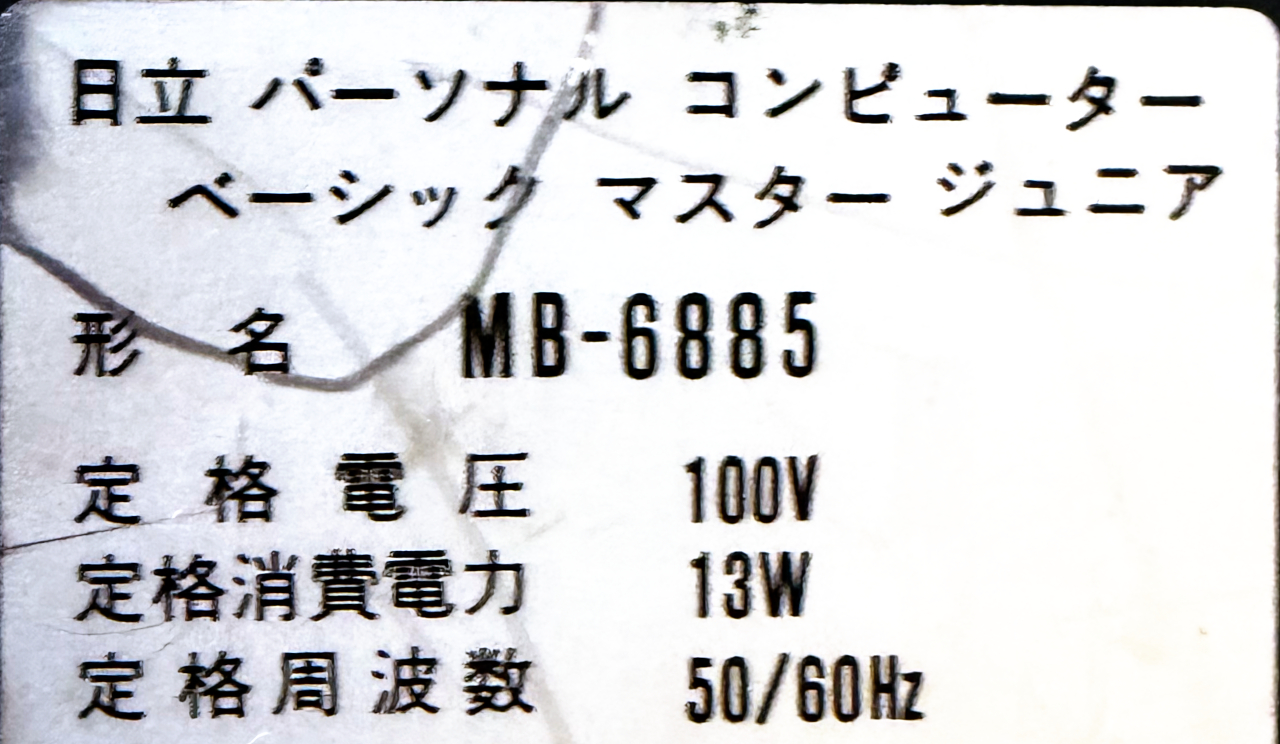 日立 パーソナル コンピューター
ベーシック マスター ジュニア
形名 MB-6885
定格電圧 100V
定格消費電力 13W
定格周波数 50/60Hz